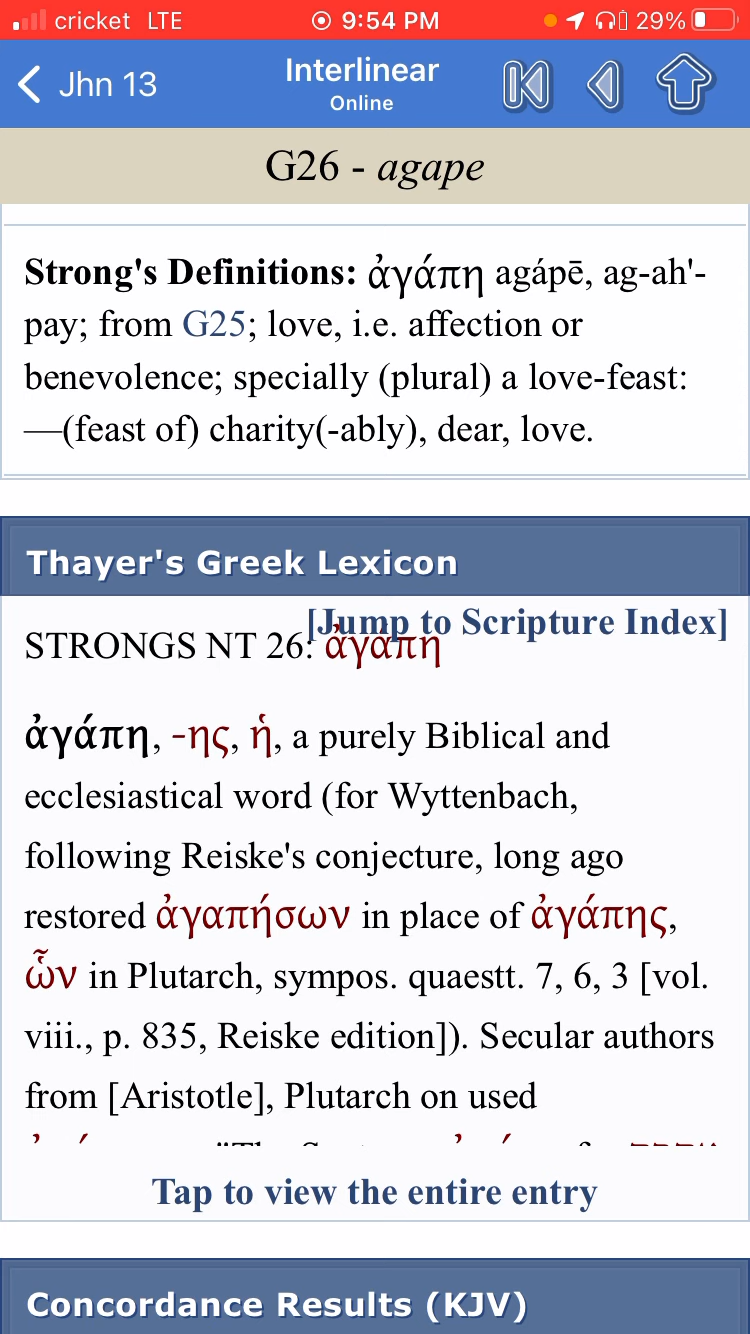 cricket LTE 9:54 PM 29%
Jhn 13 Interlinear
Online
G26 - agape
Strong's Definitions: ἀγάπη agápē, ag-ah'-
pay; from G25; love, i.e. affection or
benevolence; specially (plural) a love-feast:
—(feast of) charity(-ably), dear, love.
Thayer's Greek Lexicon
[Jump to Scripture Index]
STRONGS NT 26: ἀγάπη
ἀγάπη, -ης, ἡ, a purely Biblical and
ecclesiastical word (for Wyttenbach,
following Reiske's conjecture, long ago
restored ἀγαπήσων in place of ἀγάπης,
ὧν in Plutarch, sympos. quaestt. 7, 6, 3 [vol.
viii., p. 835, Reiske edition]). Secular authors
from [Aristotle], Plutarch on used
Tap to view the entire entry
Concordance Results (KJV)